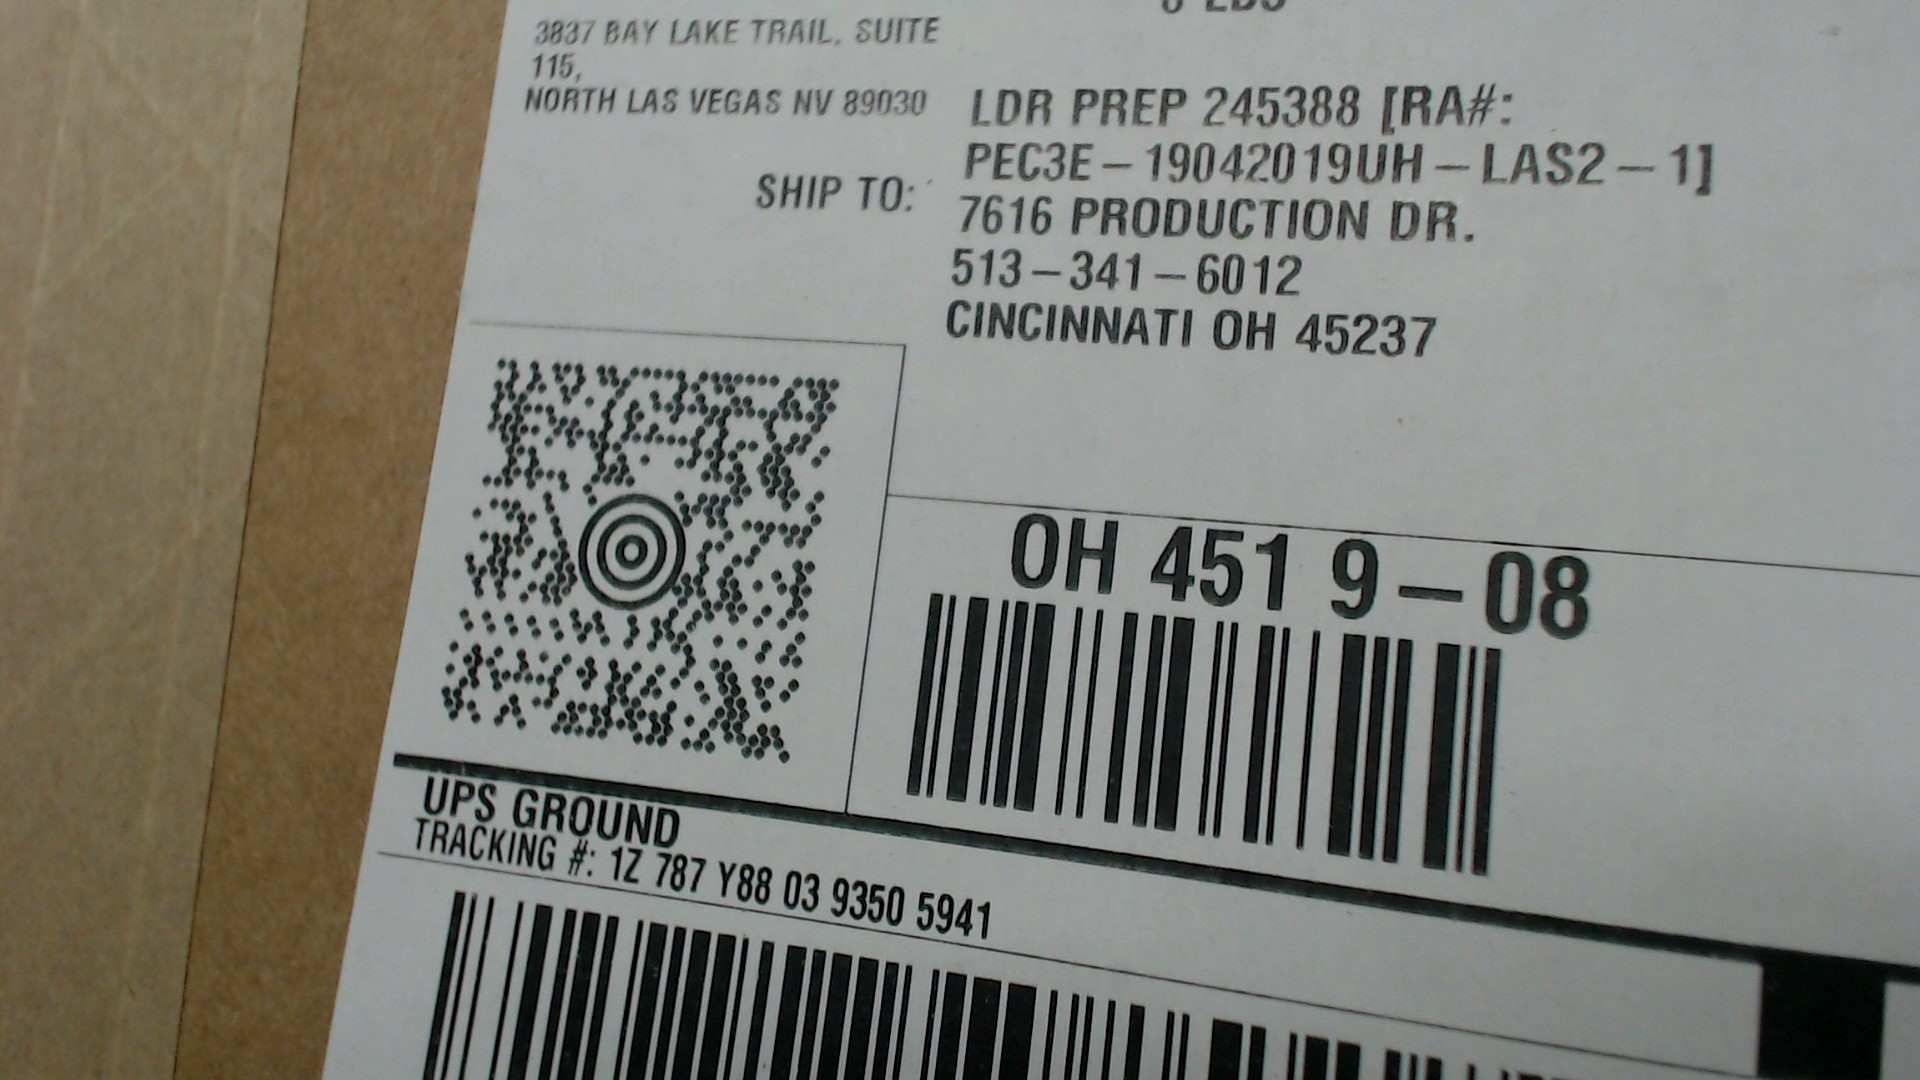 3837 BAY LAKE TRAIL, SUITE
115,
NORTH LAS VEGAS NV 89030
SHIP TO:
LDR PREP 245388 [RA#:
PEC3E-19042019UH-LAS2-1]
7616 PRODUCTION DR.
513-341-6012
CINCINNATI OH 45237
OH 451 9-08
UPS GROUND
TRACKING #: 1Z 787 Y88 03 9350 5941